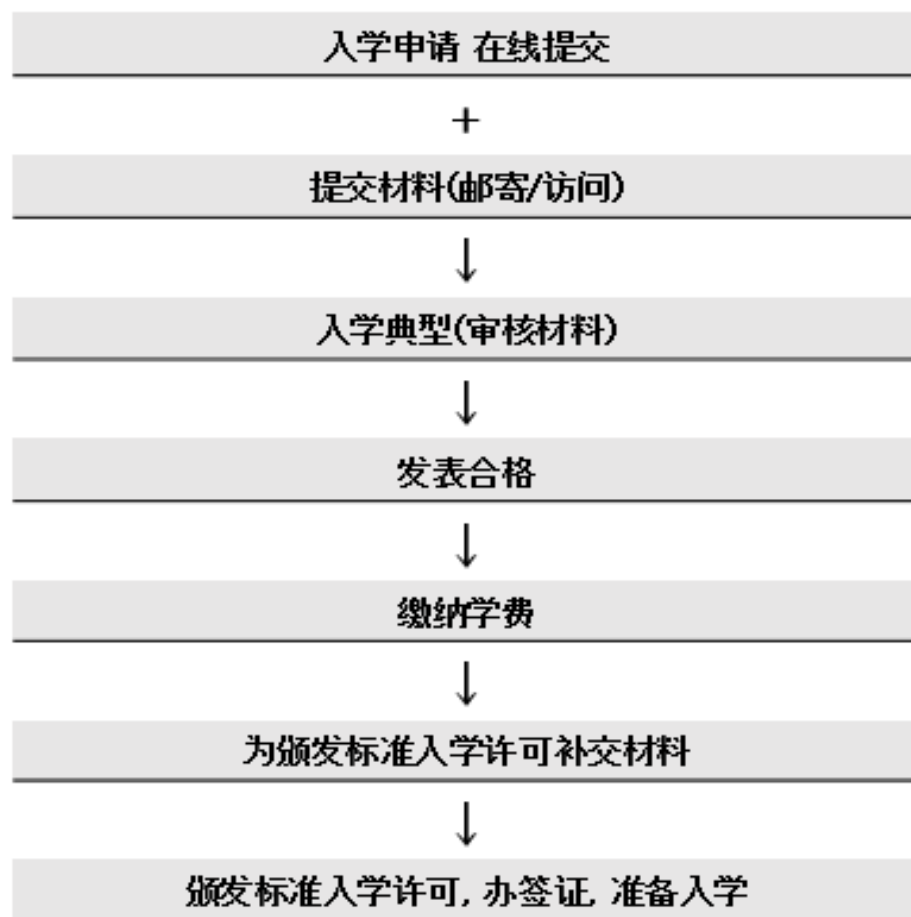 入学申请 在线提交
+
提交材料(邮寄/访问)
↓
入学典型(审核材料)
↓
发表合格
↓
缴纳学费
↓
为颁发标准入学许可补交材料
↓
颁发标准入学许可, 办签证, 准备入学